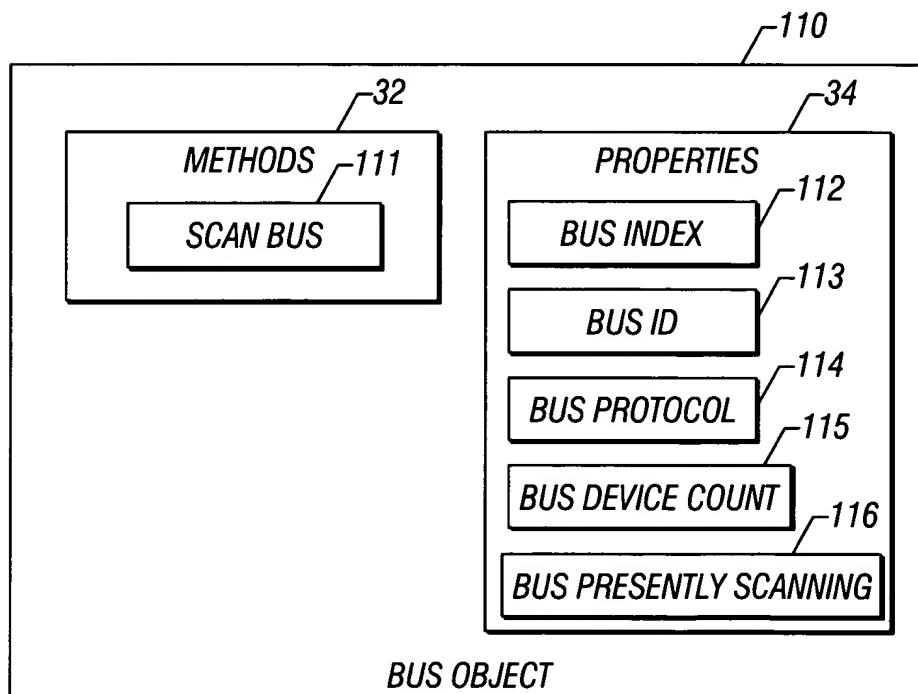 110
32
METHODS
111
SCAN BUS
34
PROPERTIES
112
BUS INDEX
113
BUS ID
114
BUS PROTOCOL
115
BUS DEVICE COUNT
116
BUS PRESENTLY SCANNING
BUS OBJECT